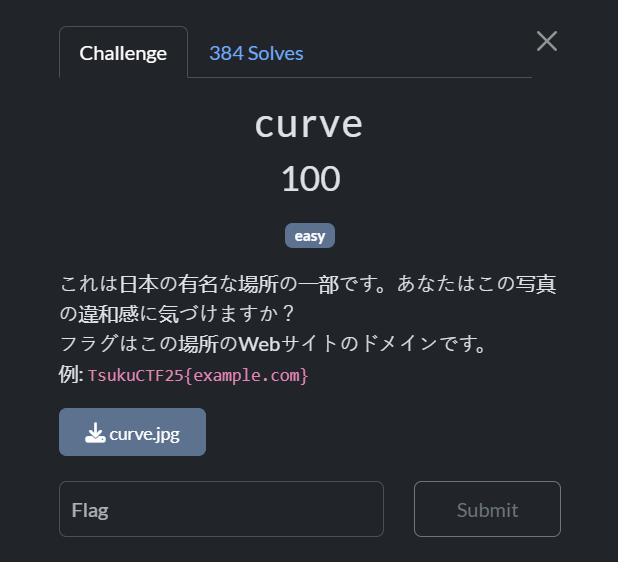 Challenge
384 Solves
curve
100
easy
これは日本の有名な場所の一部です。あなたはこの写真
の違和感に気づけますか？
フラグはこの場所のWebサイトのドメインです。
例: TsukuCTF25{example.com}
curve.jpg
Flag
Submit